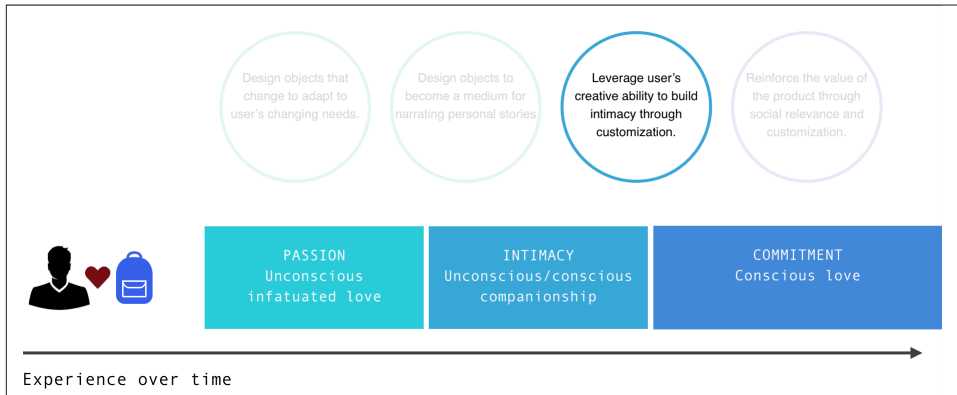 Design objects that
change to adapt to
user's changing needs.
Design objects to
become a medium for
narrating personal stories
Leverage user's
creative ability to build
intimacy through
customization.
Reinforce the value of
the product through
social relevance and
customization.
PASSION
Unconscious
infatuated love
INTIMACY
Unconscious/conscious
companionship
COMMITMENT
Conscious love
Experience over time